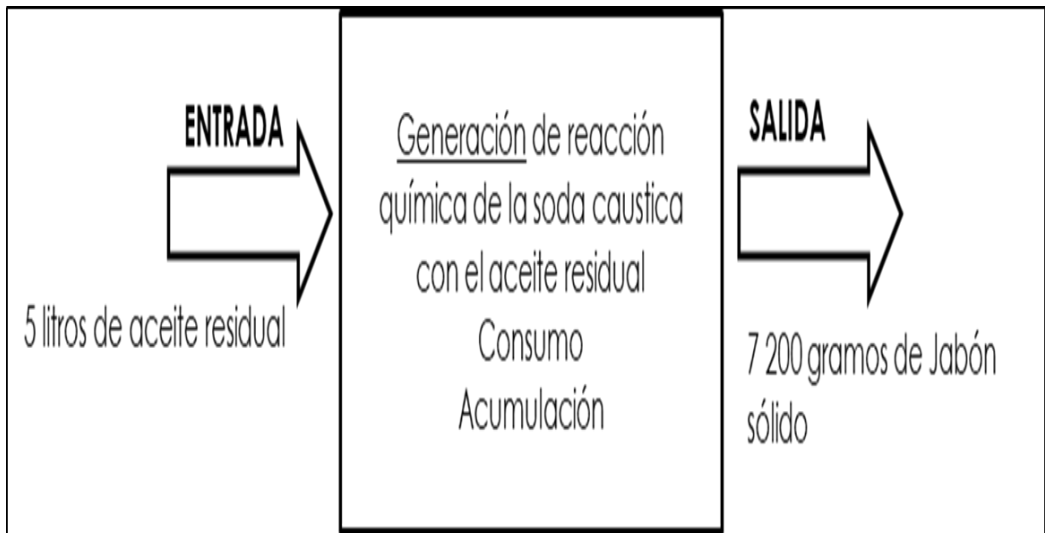 ENTRADA
5 litros de aceite residual
Generación de reacción
química de la soda caustica
con el aceite residual
Consumo
Acumulación
SALIDA
7 200 gramos de Jabón
sólido